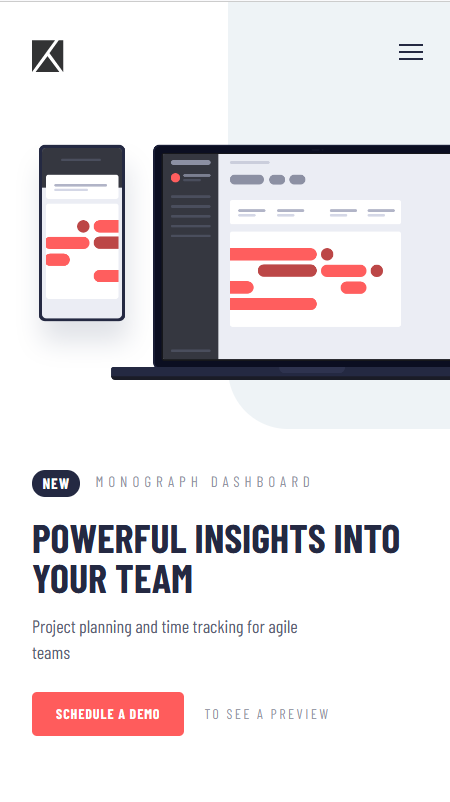 NEW MONOGRAPH DASHBOARD
POWERFUL INSIGHTS INTO
YOUR TEAM
Project planning and time tracking for agile
teams
SCHEDULE A DEMO TO SEE A PREVIEW